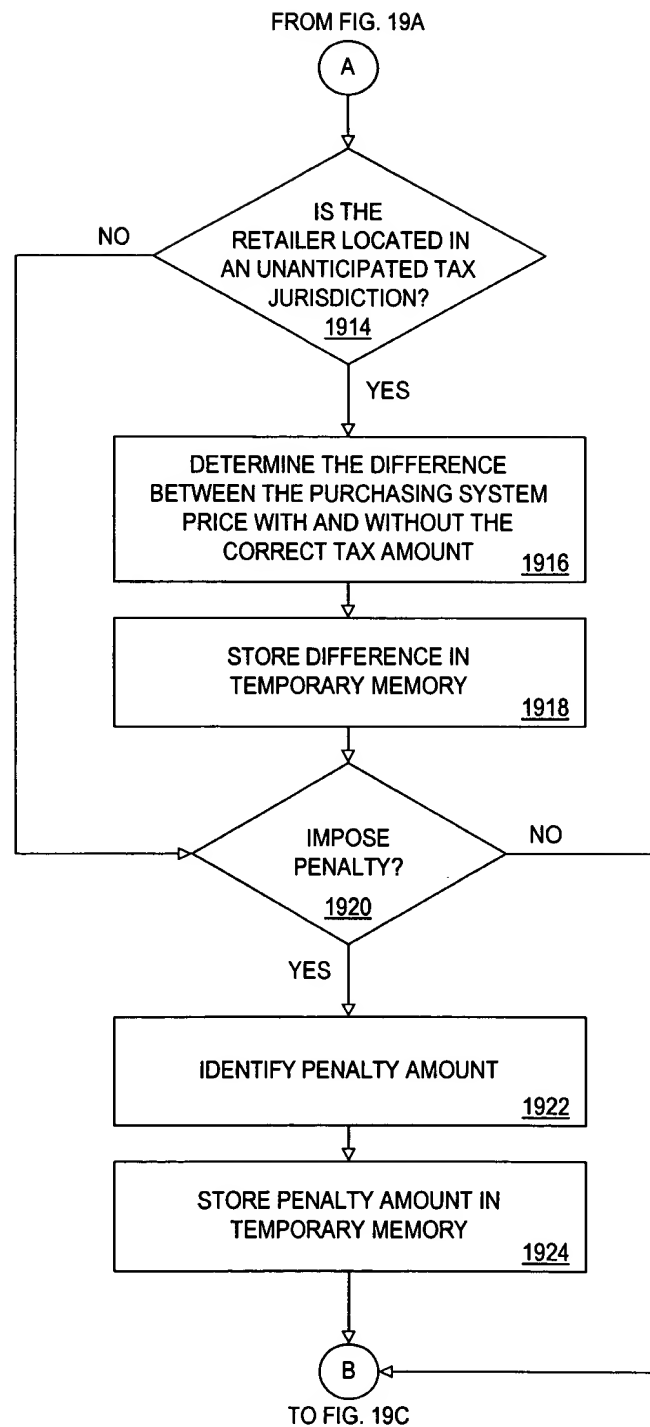 FROM FIG. 19A
A
IS THE
RETAILER LOCATED IN
AN UNANTICIPATED TAX
JURISDICTION?
1914
NO
YES
DETERMINE THE DIFFERENCE
BETWEEN THE PURCHASING SYSTEM
PRICE WITH AND WITHOUT THE
CORRECT TAX AMOUNT
1916
STORE DIFFERENCE IN
TEMPORARY MEMORY
1918
IMPOSE
PENALTY?
1920
NO
YES
IDENTIFY PENALTY AMOUNT
1922
STORE PENALTY AMOUNT IN
TEMPORARY MEMORY
1924
B
TO FIG. 19C